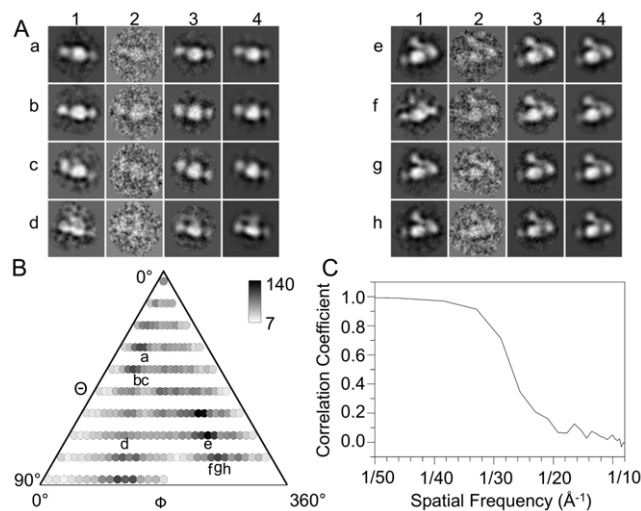 A
1 2 3 4
a
b
c
d
1 2 3 4
e
f
g
h
B
0°
140
7
a
bc
Θ
d
e
fgh
90°
0°
Φ
360°
C
Correlation Coefficient
1.0
0.8
0.6
0.4
0.2
0.0
1/50 1/40 1/30 1/20 1/10
Spatial Frequency (Å⁻¹)